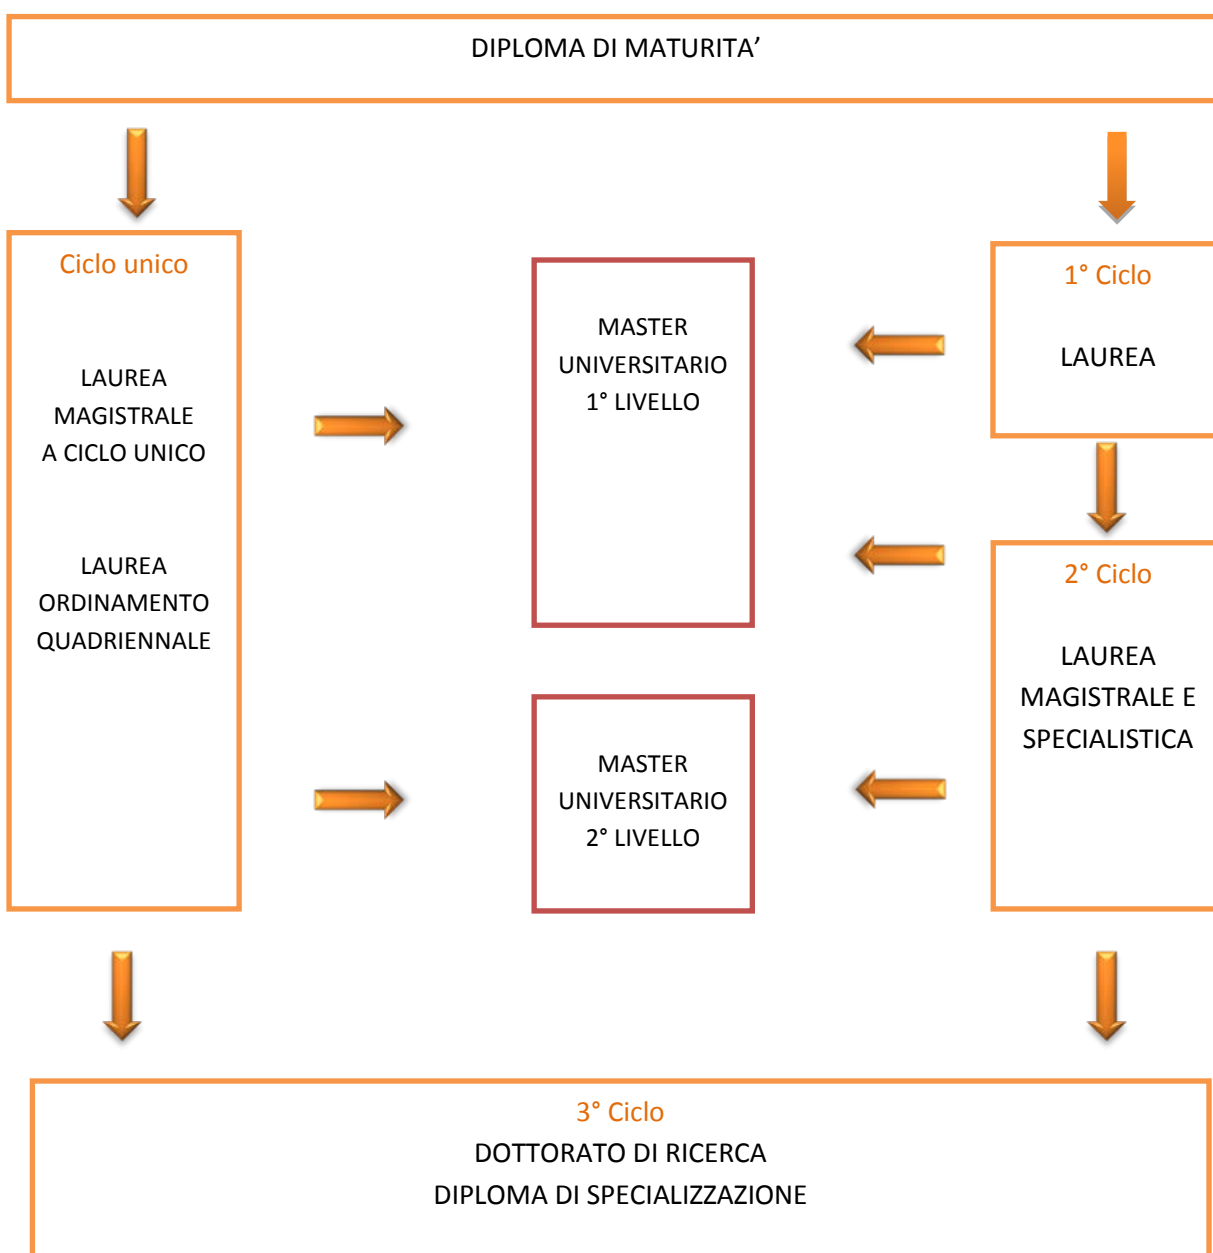 DIPLOMA DI MATURITA’
Ciclo unico
LAUREA
MAGISTRALE
A CICLO UNICO
LAUREA
ORDINAMENTO
QUADRIENNALE
MASTER
UNIVERSITARIO
1° LIVELLO
MASTER
UNIVERSITARIO
2° LIVELLO
1° Ciclo
LAUREA
2° Ciclo
LAUREA
MAGISTRALE E
SPECIALISTICA
3° Ciclo
DOTTORATO DI RICERCA
DIPLOMA DI SPECIALIZZAZIONE